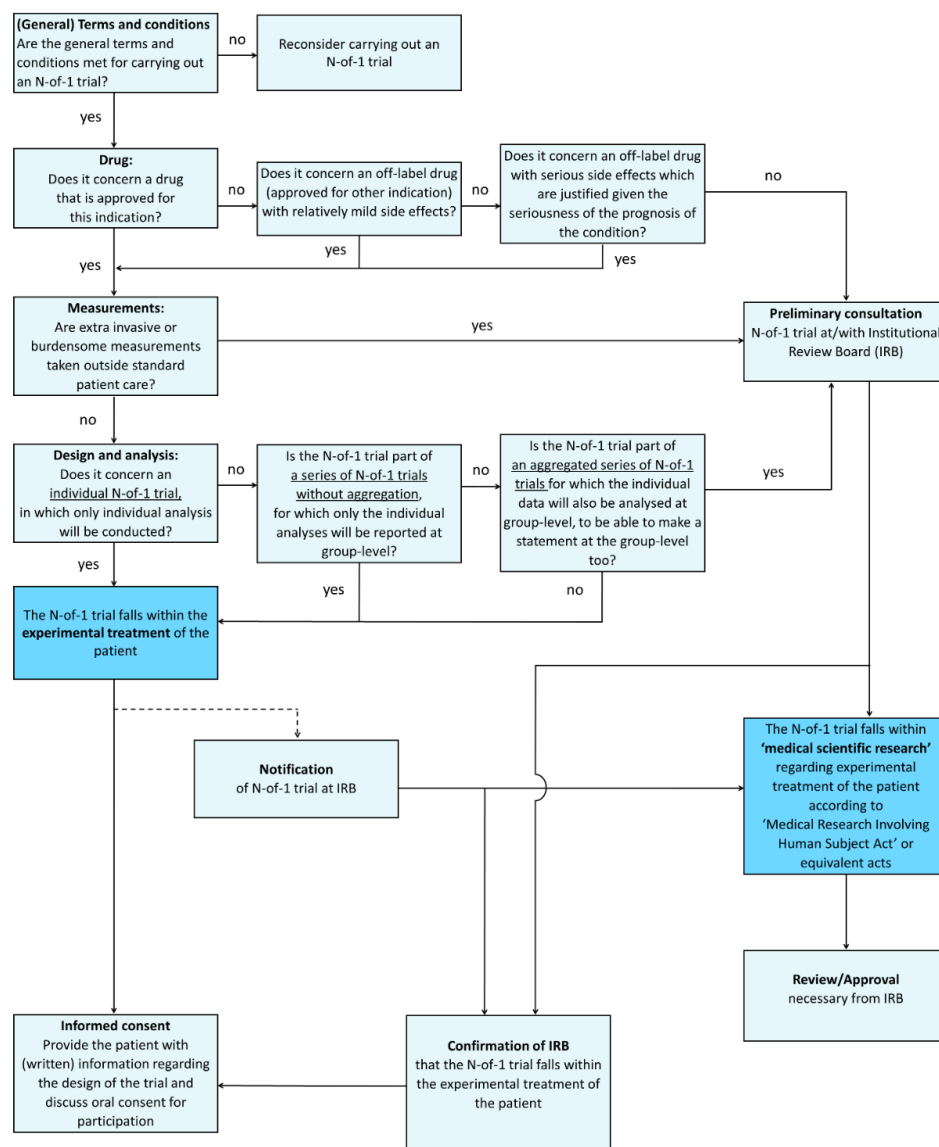 (General) Terms and conditions
Are the general terms and
conditions met for carrying out
an N-of-1 trial?
no
Reconsider carrying out an
N-of-1 trial
yes
Drug:
Does it concern a drug
that is approved for
this indication?
no
Does it concern an off-label drug
(approved for other indication)
with relatively mild side effects?
no
Does it concern an off-label drug
with serious side effects which
are justified given the
seriousness of the prognosis of
the condition?
no
yes
yes
yes
Measurements:
Are extra invasive or
burdensome measurements
taken outside standard
patient care?
yes
Preliminary consultation
N-of-1 trial at/with Institutional
Review Board (IRB)
no
Design and analysis:
Does it concern an
individual N-of-1 trial,
in which only individual analysis
will be conducted?
no
Is the N-of-1 trial part of
a series of N-of-1 trials
without aggregation,
for which only the individual
analyses will be reported at
group-level?
no
Is the N-of-1 trial part of
an aggregated series of N-of-1
trials for which the individual
data will also be analysed at
group-level, to be able to make a
statement at the group-level
too?
yes
yes
yes
no
The N-of-1 trial falls within the
experimental treatment of the
patient
Notification
of N-of-1 trial at IRB
The N-of-1 trial falls within
‘medical scientific research’
regarding experimental
treatment of the patient
according to
‘Medical Research Involving
Human Subject Act’ or
equivalent acts
Review/Approval
necessary from IRB
Informed consent
Provide the patient with
(written) information regarding
the design of the trial and
discuss oral consent for
participation
Confirmation of IRB
that the N-of-1 trial falls within
the experimental treatment of
the patient